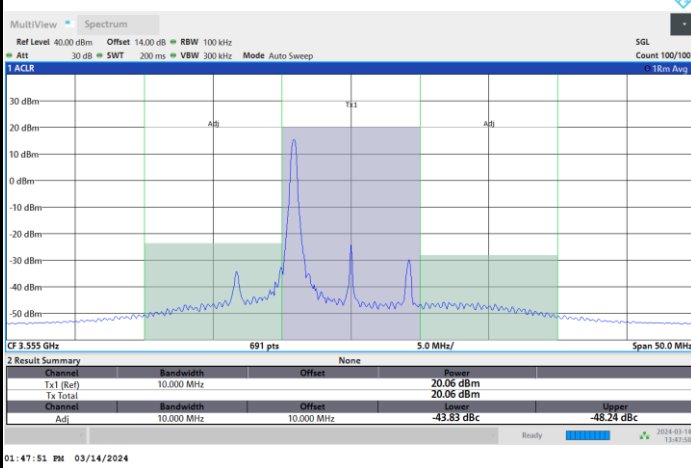 MultiView Spectrum
Ref Level 40.00 dBm Offset 14.00 dB RBW 100 kHz SGL
Att 30 dB SWT 200 ms VBW 300 kHz Mode Auto Sweep Count 100/100
1 ACLR 1Rm Avg
30 dBm
Tx1
20 dBm
Adj Adj
10 dBm
0 dBm
-10 dBm
-20 dBm
-30 dBm
-40 dBm
-50 dBm
CF 3.555 GHz 691 pts 5.0 MHz/ Span 50.0 MHz
2 Result Summary None
Channel Bandwidth Offset Power
Tx1 (Ref) 10.000 MHz 20.06 dBm
Tx Total 20.06 dBm
Channel Bandwidth Offset Lower Upper
Adj 10.000 MHz 10.000 MHz -43.83 dBc -48.24 dBc
Ready 2024-03-14
13:47:50
01:47:51 PM 03/14/2024